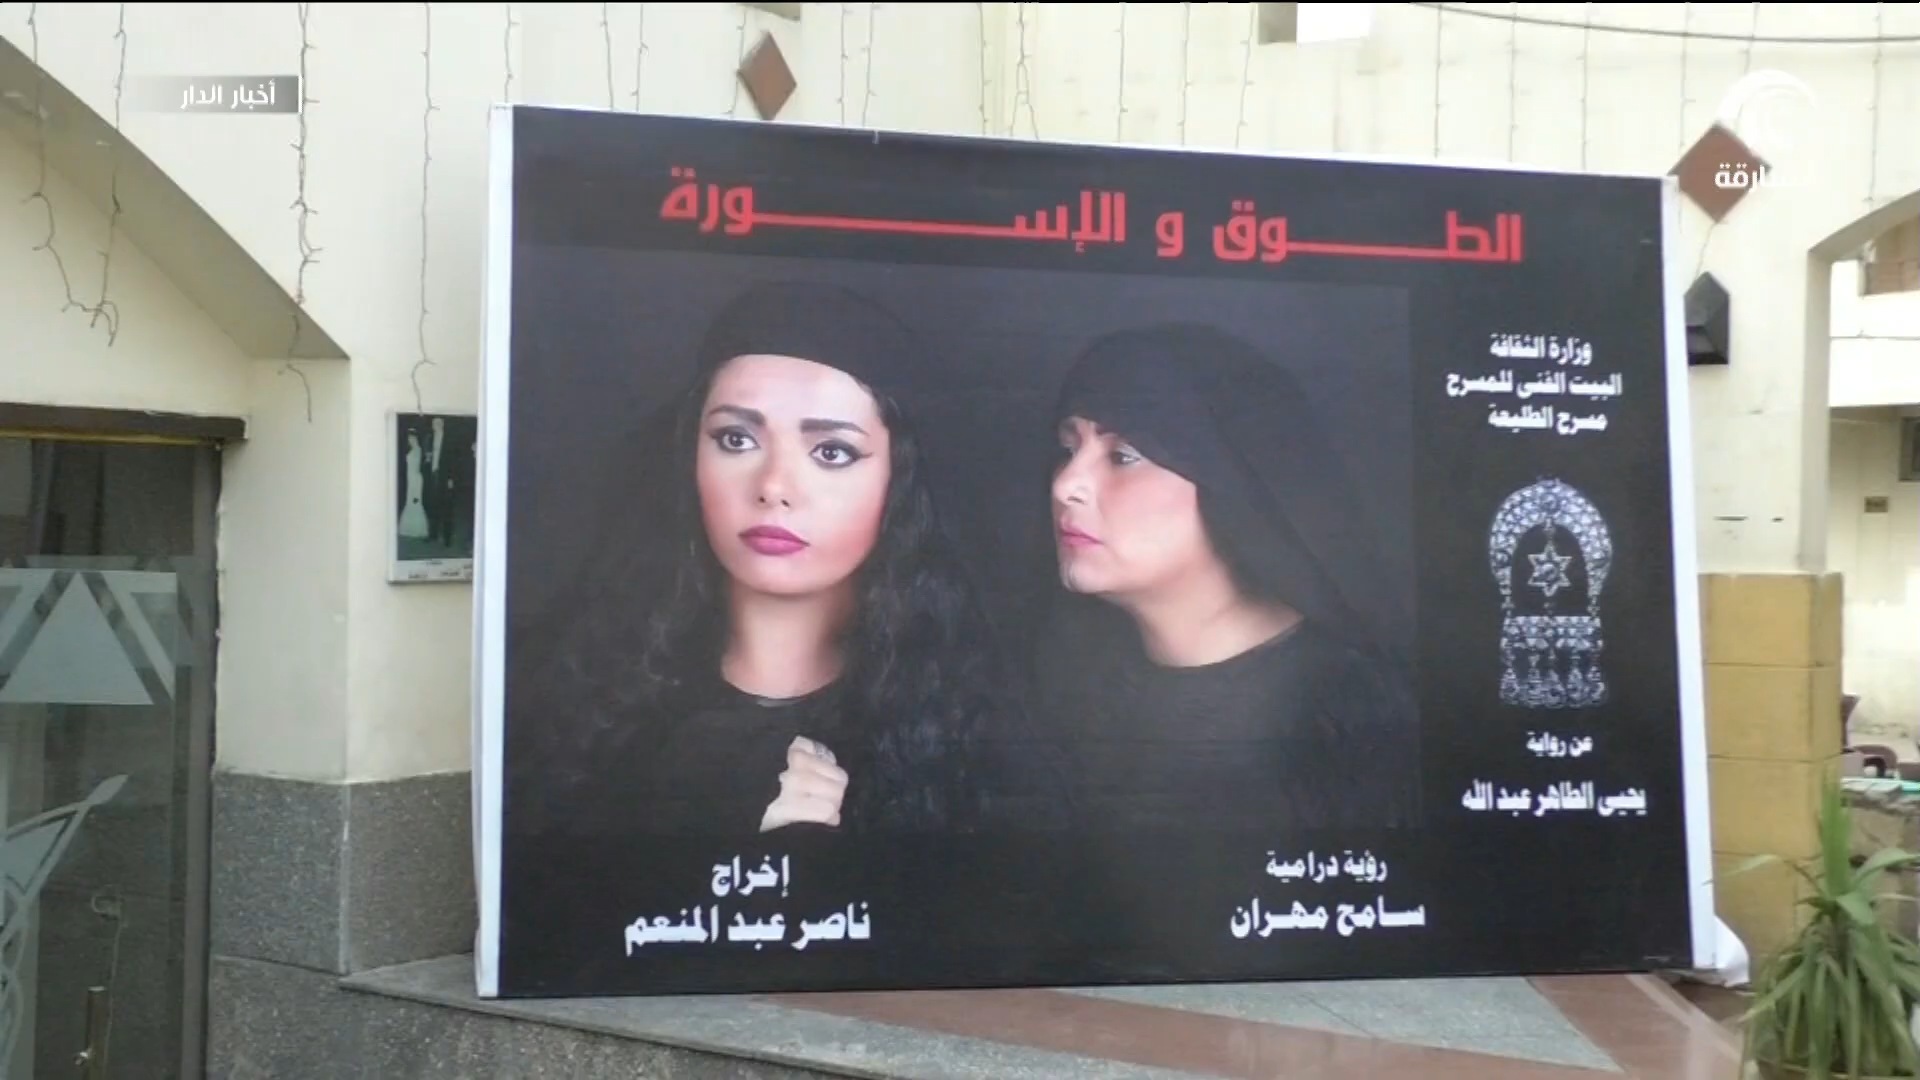 أخبار الدار
الشارقة
الطوق و الإسورة
وزارة الثقافة
البيت الفنى للمسرح
مسرح الطليعة
عن رواية
يحيى الطاهر عبد الله
رؤية درامية
سامح مهران
إخراج
ناصر عبد المنعم